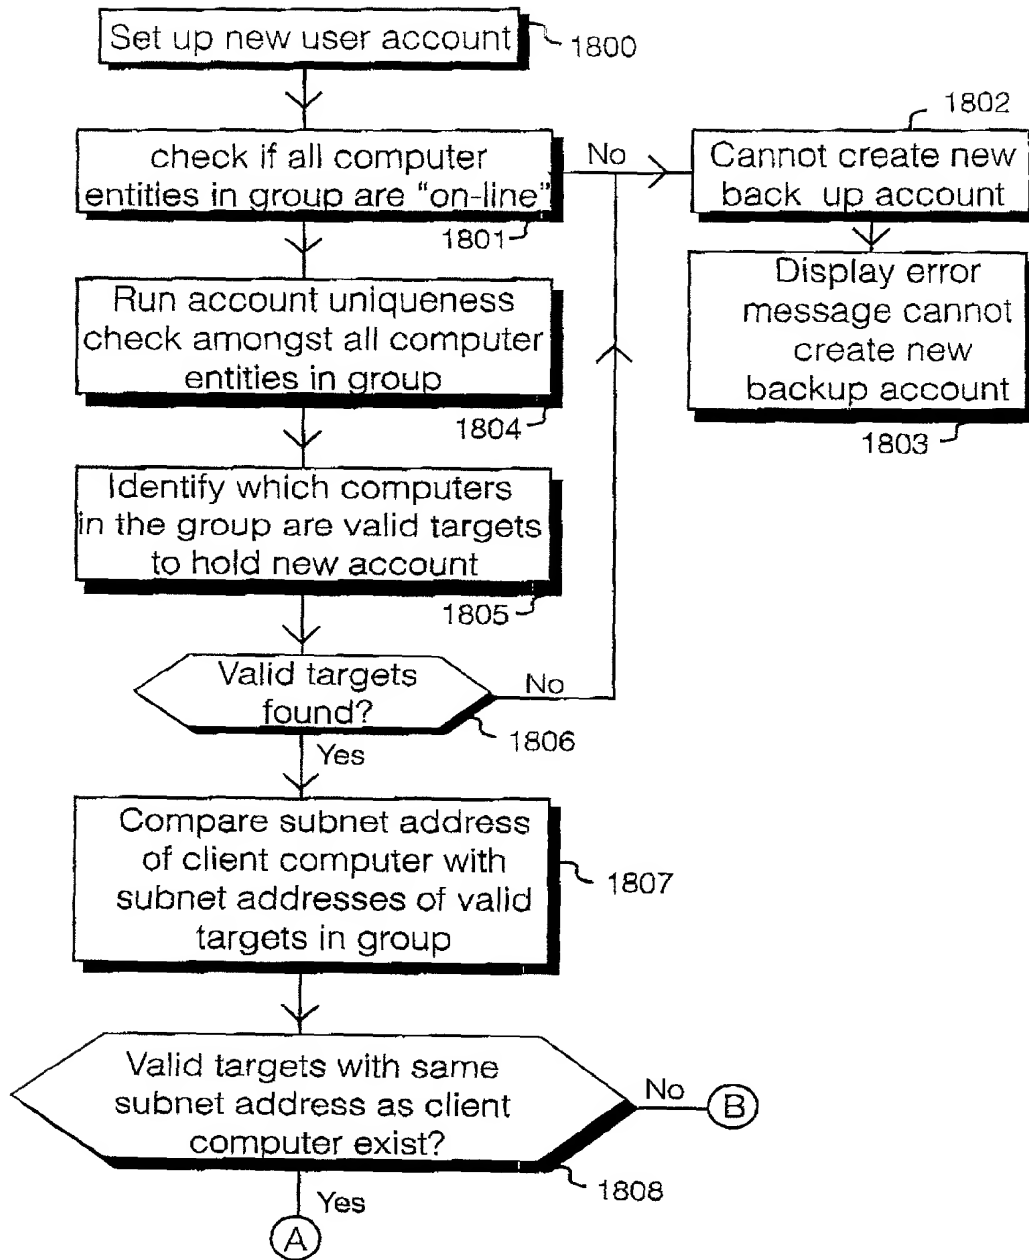 Set up new user account
1800
check if all computer
entities in group are "on-line"
1801
No
1802
Cannot create new
back up account
Display error
message cannot
create new
backup account
1803
Run account uniqueness
check amongst all computer
entities in group
1804
Identify which computers
in the group are valid targets
to hold new account
1805
Valid targets
found?
No
1806
Yes
Compare subnet address
of client computer with
subnet addresses of valid
targets in group
1807
Valid targets with same
subnet address as client
computer exist?
No
B
1808
Yes
A